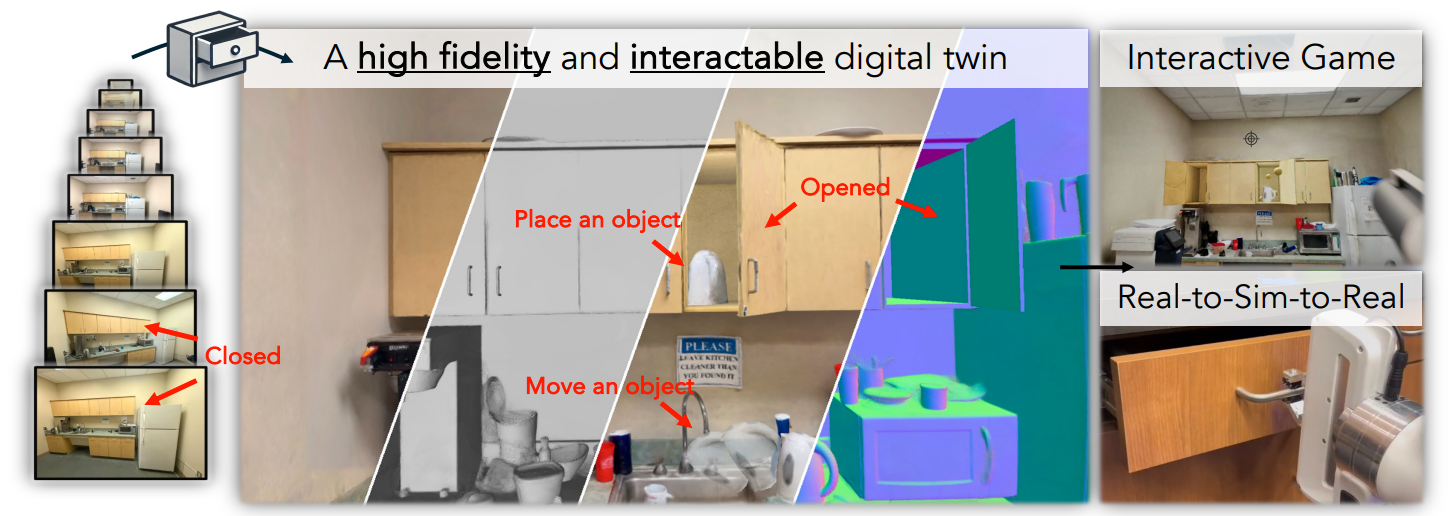 A high fidelity and interactable digital twin
Interactive Game
Opened
Place an object
Real-to-Sim-to-Real
Closed
PLEASE
LEAVE KITCHEN
CLEANER THAN
YOU FOUND IT
Move an object